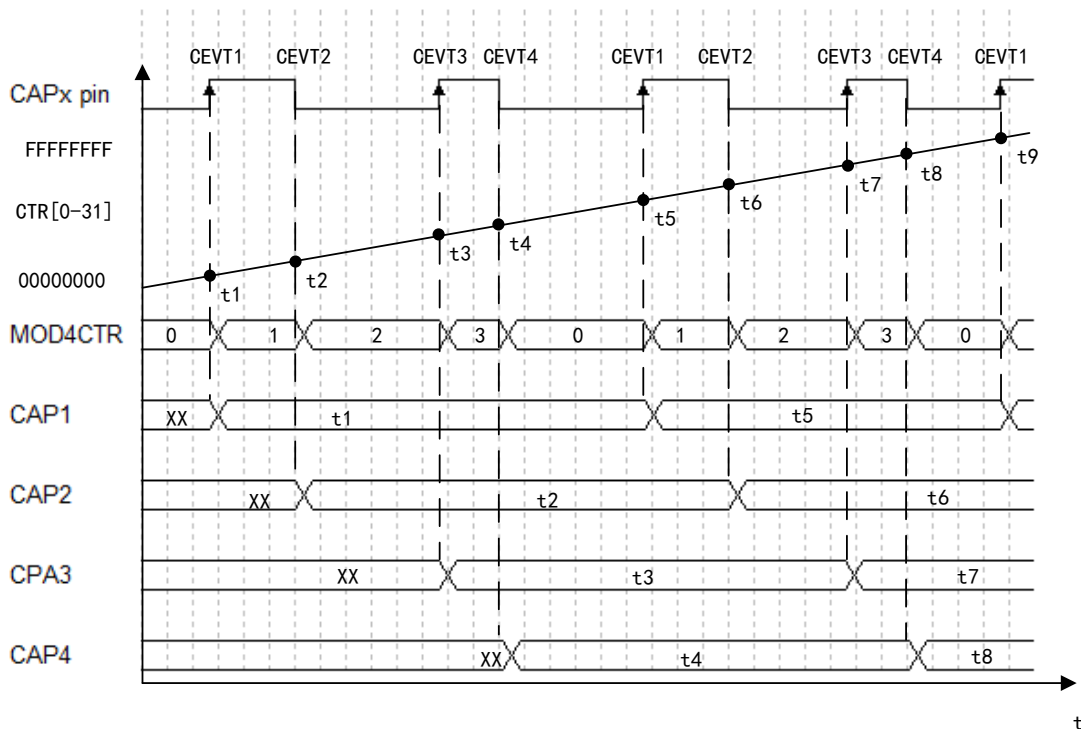 CEVT1 CEVT2 CEVT3 CEVT4 CEVT1 CEVT2 CEVT3 CEVT4 CEVT1
CAPx pin
FFFFFFFF
t9
t8
t7
t6
CTR[0-31]
t5
t4
t3
00000000
t2
t1
MOD4CTR 0 1 2 3 0 1 2 3 0
CAP1 XX t1 t5
CAP2 XX t2 t6
CPA3 XX t3 t7
CAP4 XX t4 t8
t